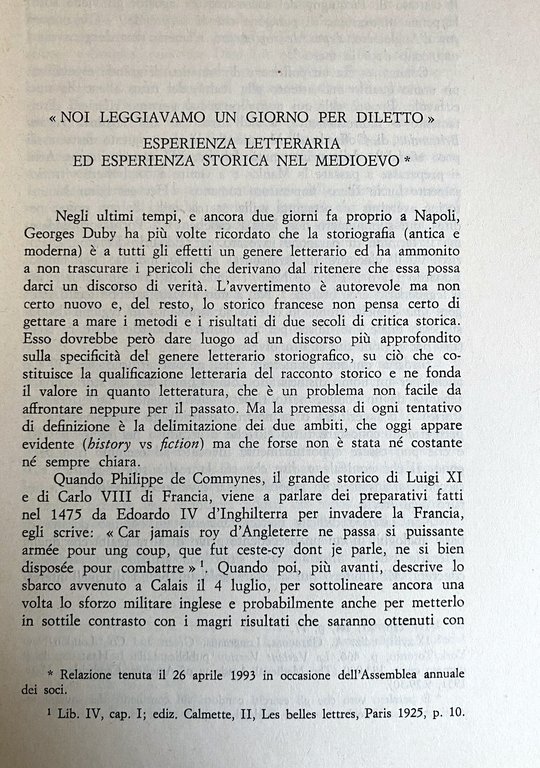 « NOI LEGGIAVAMO UN GIORNO PER DILETTO »
ESPERIENZA LETTERARIA
ED ESPERIENZA STORICA NEL MEDIOEVO *
Negli ultimi tempi, e ancora due giorni fa proprio a Napoli,
Georges Duby ha più volte ricordato che la storiografia (antica e
moderna) è a tutti gli effetti un genere letterario ed ha ammonito
a non trascurare i pericoli che derivano dal ritenere che essa possa
darci un discorso di verità. L'avvertimento è autorevole ma non
certo nuovo e, del resto, lo storico francese non pensa certo di
gettare a mare i metodi e i risultati di due secoli di critica storica.
Esso dovrebbe però dare luogo ad un discorso più approfondito
sulla specificità del genere letterario storiografico, su ciò che co-
stituisce la qualificazione letteraria del racconto storico e ne fonda
il valore in quanto letteratura, che è un problema non facile da
affrontare neppure per il passato. Ma la premessa di ogni tentativo
di definizione è la delimitazione dei due ambiti, che oggi appare
evidente (history vs fiction) ma che forse non è stata né costante
né sempre chiara.
Quando Philippe de Commynes, il grande storico di Luigi XI
e di Carlo VIII di Francia, viene a parlare dei preparativi fatti
nel 1475 da Edoardo IV d'Inghilterra per invadere la Francia,
egli scrive: « Car jamais roy d'Angleterre ne passa si puissante
armée pour ung coup, que fut ceste-cy dont je parle, ne si bien
disposée pour combattre » 1. Quando poi, più avanti, descrive lo
sbarco avvenuto a Calais il 4 luglio, per sottolineare ancora una
volta lo sforzo militare inglese e probabilmente anche per metterlo
in sottile contrasto con i magri risultati che saranno ottenuti con
* Relazione tenuta il 26 aprile 1993 in occasione dell'Assemblea annuale
dei soci.
1 Lib. IV, cap. I; ediz. Calmette, II, Les belles lettres, Paris 1925, p. 10.